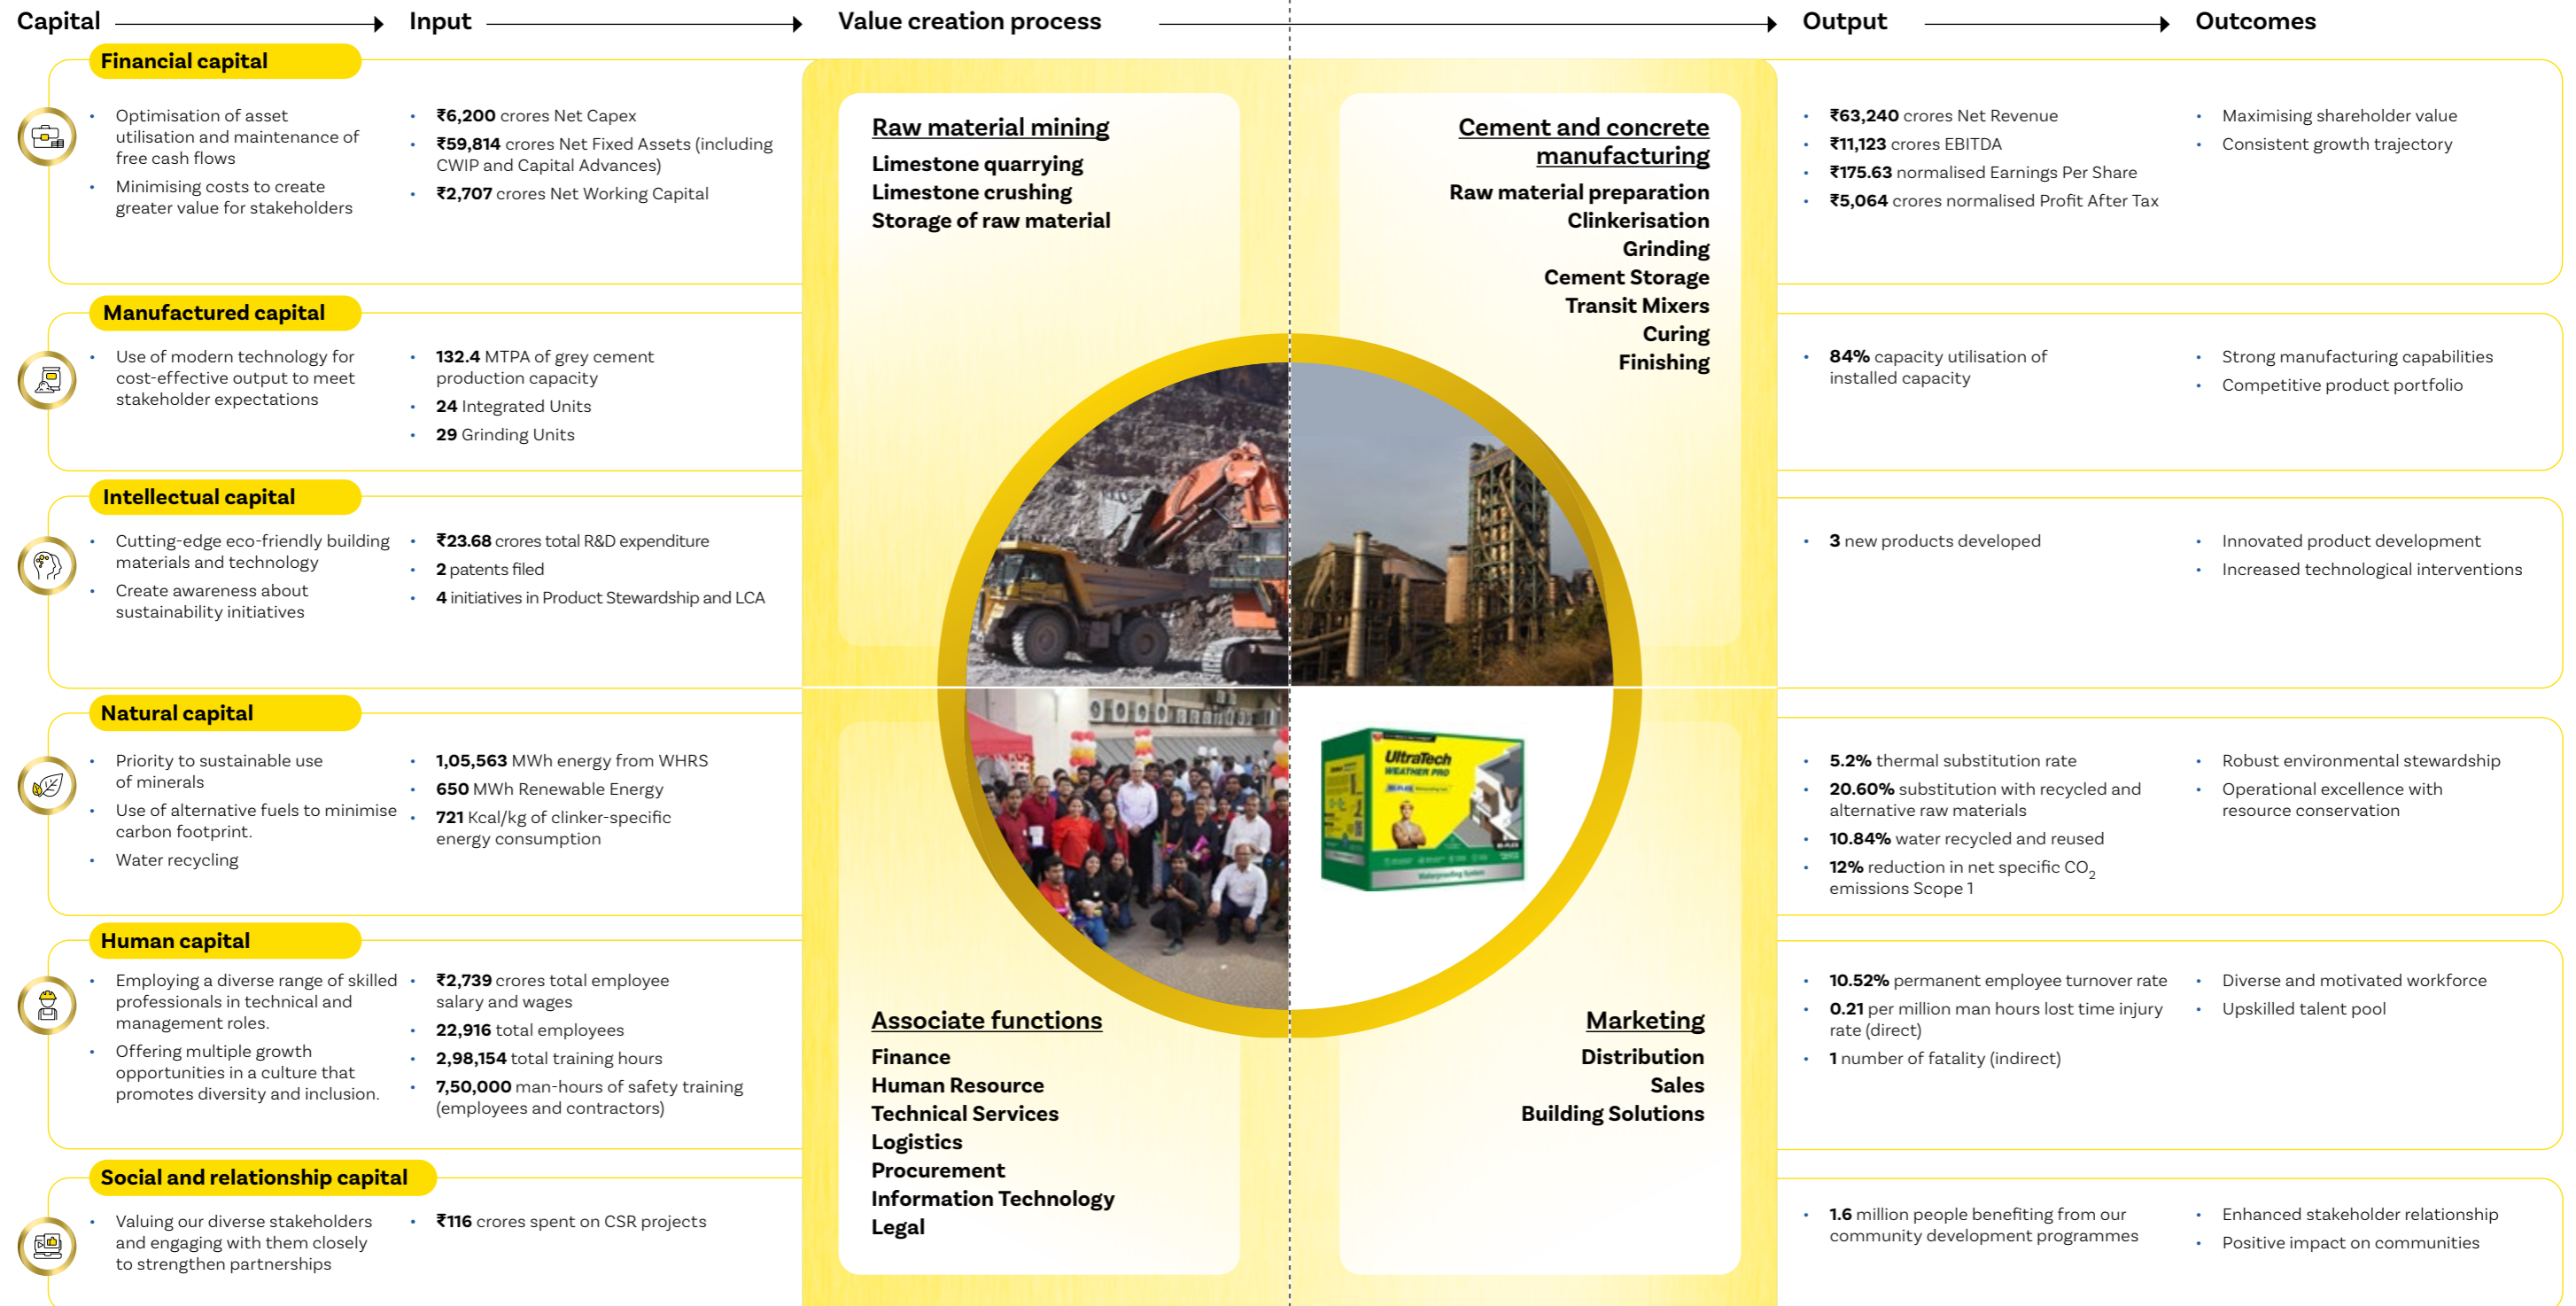 Capital
Input
Value creation process
Output
Outcomes
Financial capital
• Optimisation of asset
utilisation and maintenance of
free cash flows
• Minimising costs to create
greater value for stakeholders
• ₹6,200 crores Net Capex
• ₹59,814 crores Net Fixed Assets (including
CWIP and Capital Advances)
• ₹2,707 crores Net Working Capital
• ₹63,240 crores Net Revenue
• ₹11,123 crores EBITDA
• ₹175.63 normalised Earnings Per Share
• ₹5,064 crores normalised Profit After Tax
• Maximising shareholder value
• Consistent growth trajectory
Manufactured capital
• Use of modern technology for
cost-effective output to meet
stakeholder expectations
• 132.4 MTPA of grey cement
production capacity
• 24 Integrated Units
• 29 Grinding Units
• 84% capacity utilisation of
installed capacity
• Strong manufacturing capabilities
• Competitive product portfolio
Intellectual capital
• Cutting-edge eco-friendly building
materials and technology
• Create awareness about
sustainability initiatives
• ₹23.68 crores total R&D expenditure
• 2 patents filed
• 4 initiatives in Product Stewardship and LCA
• 3 new products developed
• Innovated product development
• Increased technological interventions
Natural capital
• Priority to sustainable use
of minerals
• Use of alternative fuels to minimise
carbon footprint.
• Water recycling
• 1,05,563 MWh energy from WHRS
• 650 MWh Renewable Energy
• 721 Kcal/kg of clinker-specific
energy consumption
• 5.2% thermal substitution rate
• 20.60% substitution with recycled and
alternative raw materials
• 10.84% water recycled and reused
• 12% reduction in net specific CO2
emissions Scope 1
• Robust environmental stewardship
• Operational excellence with
resource conservation
Human capital
• Employing a diverse range of skilled
professionals in technical and
management roles.
• Offering multiple growth
opportunities in a culture that
promotes diversity and inclusion.
• ₹2,739 crores total employee
salary and wages
• 22,916 total employees
• 2,98,154 total training hours
• 7,50,000 man-hours of safety training
(employees and contractors)
• 10.52% permanent employee turnover rate
• 0.21 per million man hours lost time injury
rate (direct)
• 1 number of fatality (indirect)
• Diverse and motivated workforce
• Upskilled talent pool
Social and relationship capital
• Valuing our diverse stakeholders
and engaging with them closely
to strengthen partnerships
• ₹116 crores spent on CSR projects
• 1.6 million people benefiting from our
community development programmes
• Enhanced stakeholder relationship
• Positive impact on communities
Raw material mining
Limestone quarrying
Limestone crushing
Storage of raw material
Cement and concrete
manufacturing
Raw material preparation
Clinkerisation
Grinding
Cement Storage
Transit Mixers
Curing
Finishing
UltraTech
WEATHER PRO
Waterproofing System
Associate functions
Finance
Human Resource
Technical Services
Logistics
Procurement
Information Technology
Legal
Marketing
Distribution
Sales
Building Solutions